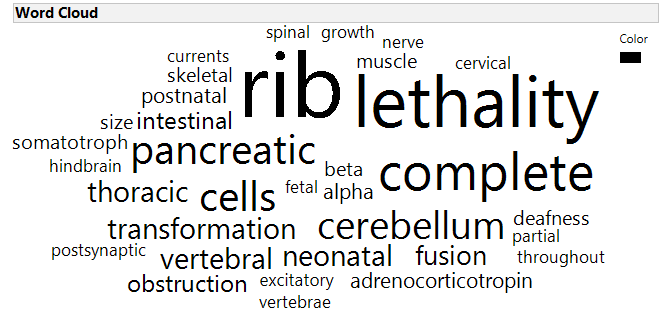 Word Cloud
spinal growth
nerve
Color
currents
muscle
cervical
skeletal
rib
lethality
postnatal
size
intestinal
somatotroph
pancreatic
hindbrain
beta
complete
thoracic
cells
fetal
alpha
transformation
cerebellum
deafness
partial
postsynaptic
vertebral
neonatal
fusion
throughout
obstruction
excitatory
adrenocorticotropin
vertebrae